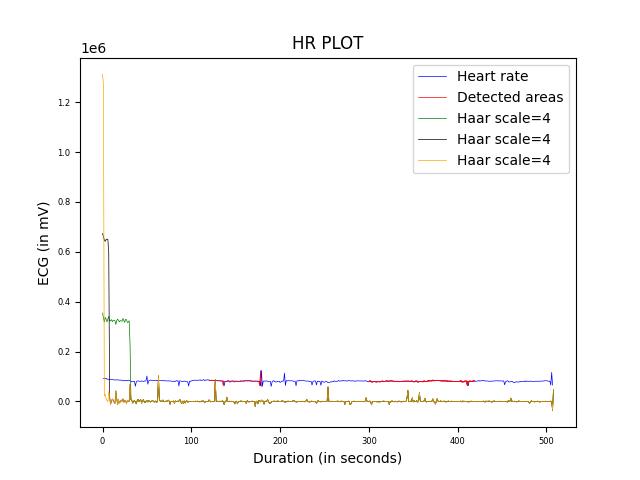 HR PLOT
1e6
Heart rate
Detected areas
Haar scale=4
Haar scale=4
Haar scale=4
1.2
1.0
0.8
0.6
0.4
0.2
0.0
ECG (in mV)
0 100 200 300 400 500
Duration (in seconds)